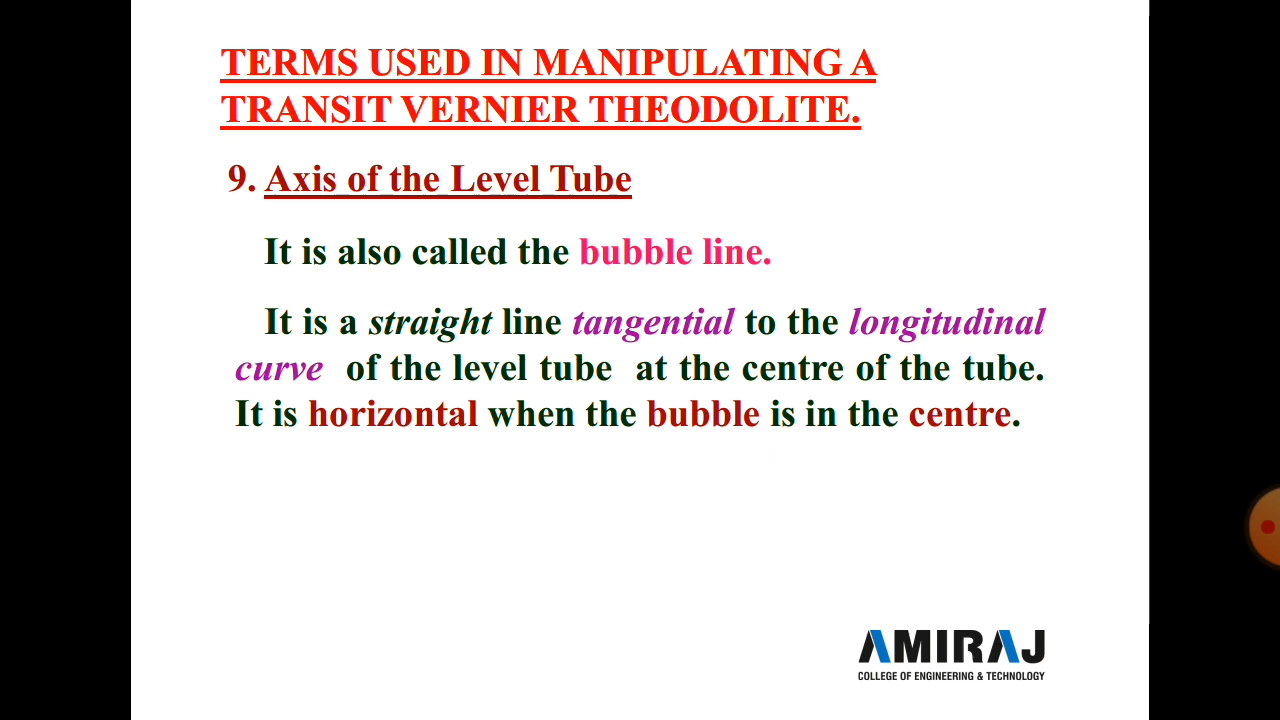 TERMS USED IN MANIPULATING A
TRANSIT VERNIER THEODOLITE.
9. Axis of the Level Tube
It is also called the bubble line.
It is a straight line tangential to the longitudinal
curve of the level tube at the centre of the tube.
It is horizontal when the bubble is in the centre.
AMIRAJ
COLLEGE OF ENGINEERING & TECHNOLOGY